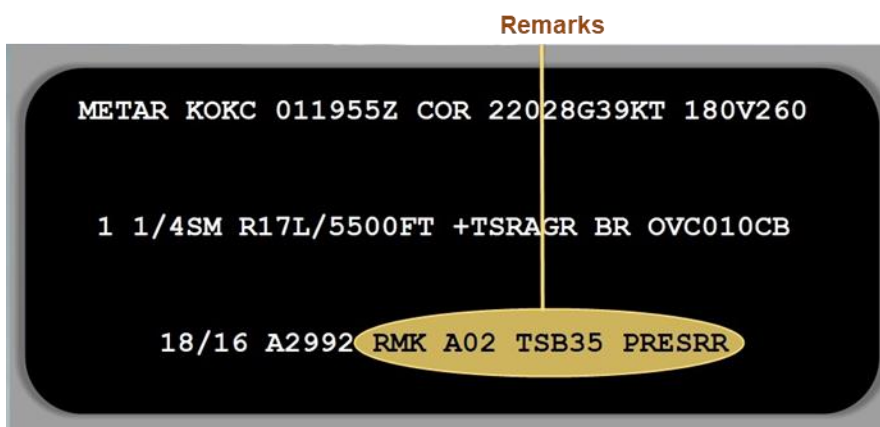 Remarks
METAR KOKC 011955Z COR 22028G39KT 180V260
1 1/4SM R17L/5500FT +TSRAGR BR OVC010CB
18/16 A2992 RMK A02 TSB35 PRESRR